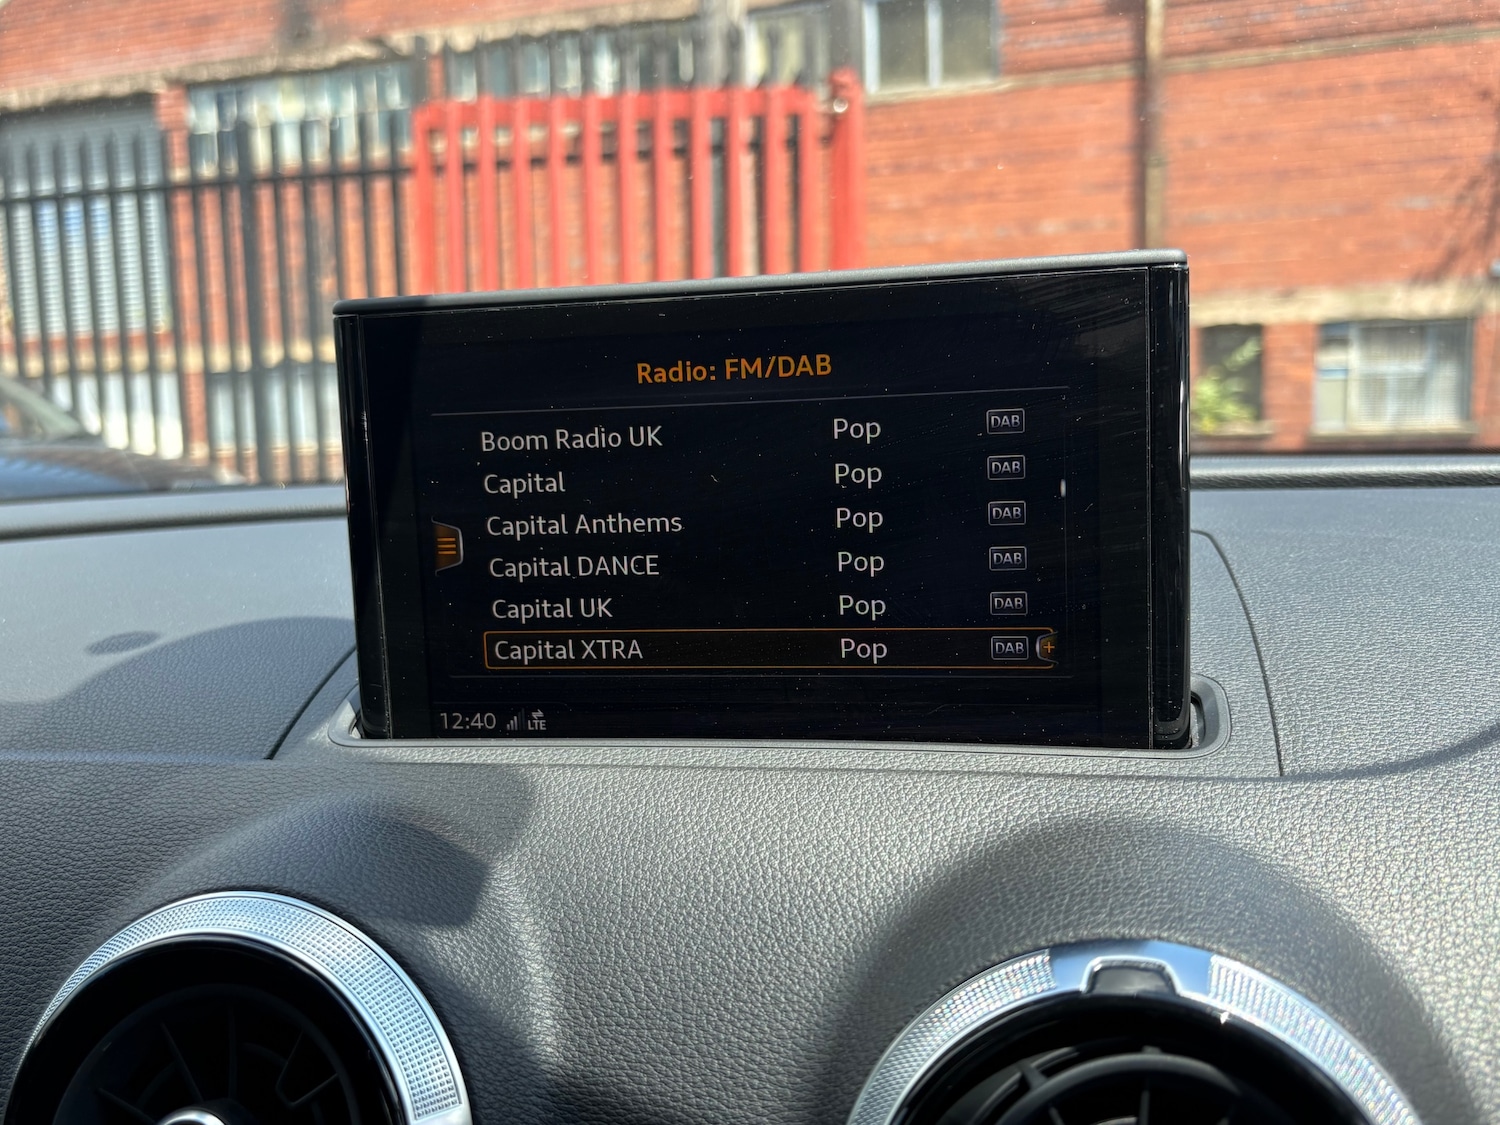 Radio: FM/DAB
Boom Radio UK Pop DAB
Capital Pop DAB
Capital Anthems Pop DAB
Capital DANCE Pop DAB
Capital UK Pop DAB
Capital XTRA Pop DAB +
12:40 LTE